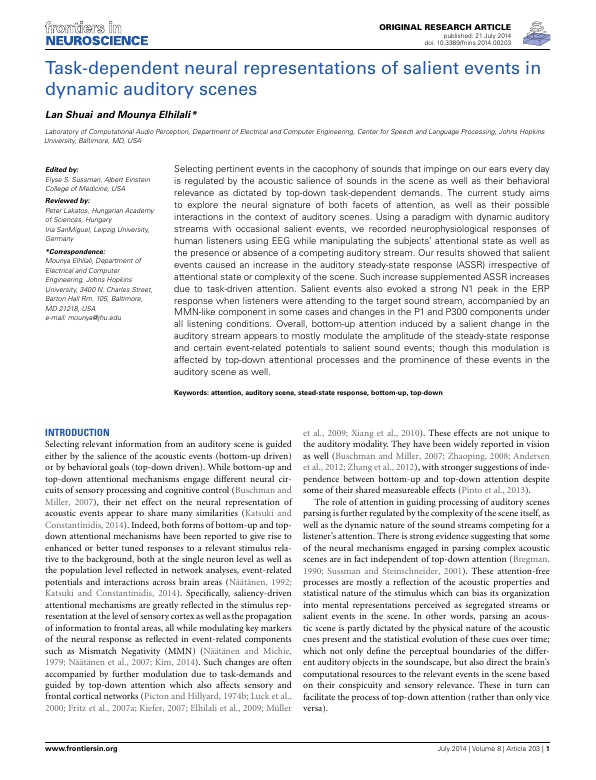 frontiers in
NEUROSCIENCE
ORIGINAL RESEARCH ARTICLE
published: 21 July 2014
doi: 10.3389/fnins.2014.00203
Task-dependent neural representations of salient events in
dynamic auditory scenes
Lan Shuai and Mounya Elhilali*
Laboratory of Computational Audio Perception, Department of Electrical and Computer Engineering, Center for Speech and Language Processing, Johns Hopkins
University, Baltimore, MD, USA
Edited by:
Elyse S. Sussman, Albert Einstein
College of Medicine, USA
Reviewed by:
Peter Lakatos, Hungarian Academy
of Sciences, Hungary
Iria SanMiguel, Leipzig University,
Germany
*Correspondence:
Mounya Elhilali, Department of
Electrical and Computer
Engineering, Johns Hopkins
University, 3400 N. Charles Street,
Barton Hall Rm. 105, Baltimore,
MD 21218, USA
e-mail: mounya@jhu.edu
Selecting pertinent events in the cacophony of sounds that impinge on our ears every day
is regulated by the acoustic salience of sounds in the scene as well as their behavioral
relevance as dictated by top-down task-dependent demands. The current study aims
to explore the neural signature of both facets of attention, as well as their possible
interactions in the context of auditory scenes. Using a paradigm with dynamic auditory
streams with occasional salient events, we recorded neurophysiological responses of
human listeners using EEG while manipulating the subjects' attentional state as well as
the presence or absence of a competing auditory stream. Our results showed that salient
events caused an increase in the auditory steady-state response (ASSR) irrespective of
attentional state or complexity of the scene. Such increase supplemented ASSR increases
due to task-driven attention. Salient events also evoked a strong N1 peak in the ERP
response when listeners were attending to the target sound stream, accompanied by an
MMN-like component in some cases and changes in the P1 and P300 components under
all listening conditions. Overall, bottom-up attention induced by a salient change in the
auditory stream appears to mostly modulate the amplitude of the steady-state response
and certain event-related potentials to salient sound events; though this modulation is
affected by top-down attentional processes and the prominence of these events in the
auditory scene as well.
Keywords: attention, auditory scene, stead-state response, bottom-up, top-down
INTRODUCTION
Selecting relevant information from an auditory scene is guided
either by the salience of the acoustic events (bottom-up driven)
or by behavioral goals (top-down driven). While bottom-up and
top-down attentional mechanisms engage different neural cir-
cuits of sensory processing and cognitive control (Buschman and
Miller, 2007), their net effect on the neural representation of
acoustic events appear to share many similarities (Katsuki and
Constantinidis, 2014). Indeed, both forms of bottom-up and top-
down attentional mechanisms have been reported to give rise to
enhanced or better tuned responses to a relevant stimulus rela-
tive to the background, both at the single neuron level as well as
the population level reflected in network analyses, event-related
potentials and interactions across brain areas (Näätänen, 1992;
Katsuki and Constantinidis, 2014). Specifically, saliency-driven
attentional mechanisms are greatly reflected in the stimulus rep-
resentation at the level of sensory cortex as well as the propagation
of information to frontal areas, all while modulating key markers
of the neural response as reflected in event-related components
such as Mismatch Negativity (MMN) (Näätänen and Michie,
1979; Näätänen et al., 2007; Kim, 2014). Such changes are often
accompanied by further modulation due to task-demands and
guided by top-down attention which also affects sensory and
frontal cortical networks (Picton and Hillyard, 1974b; Luck et al.,
2000; Fritz et al., 2007a; Kiefer, 2007; Elhilali et al., 2009; Müller
et al., 2009; Xiang et al., 2010). These effects are not unique to
the auditory modality. They have been widely reported in vision
as well (Buschman and Miller, 2007; Zhaoping, 2008; Andersen
et al., 2012; Zhang et al., 2012), with stronger suggestions of inde-
pendence between bottom-up and top-down attention despite
some of their shared measureable effects (Pinto et al., 2013).
The role of attention in guiding processing of auditory scenes
parsing is further regulated by the complexity of the scene itself, as
well as the dynamic nature of the sound streams competing for a
listener's attention. There is strong evidence suggesting that some
of the neural mechanisms engaged in parsing complex acoustic
scenes are in fact independent of top-down attention (Bregman,
1990; Sussman and Steinschneider, 2001). These attention-free
processes are mostly a reflection of the acoustic properties and
statistical nature of the stimulus which can bias its organization
into mental representations perceived as segregated streams or
salient events in the scene. In other words, parsing an acous-
tic scene is partly dictated by the physical nature of the acoustic
cues present and the statistical evolution of these cues over time;
which not only define the perceptual boundaries of the differ-
ent auditory objects in the soundscape, but also direct the brain's
computational resources to the relevant events in the scene based
on their conspicuity and sensory relevance. These in turn can
facilitate the process of top-down attention (rather than only vice
versa).
www.frontiersin.org
July 2014 | Volume 8 | Article 203 | 1